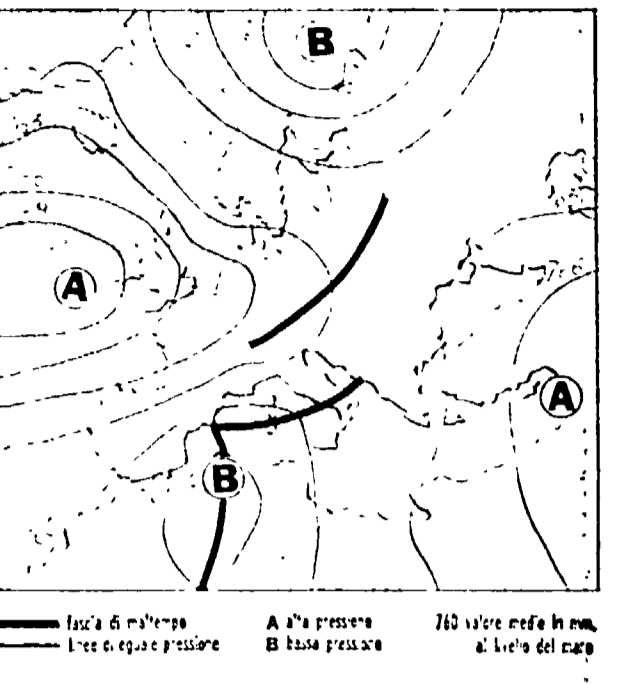 B
A
A
B
fascia di maltempo
A alta pressione
760 valore medio in mm.
linee di eguale pressione
B bassa pressione
al livello del mare